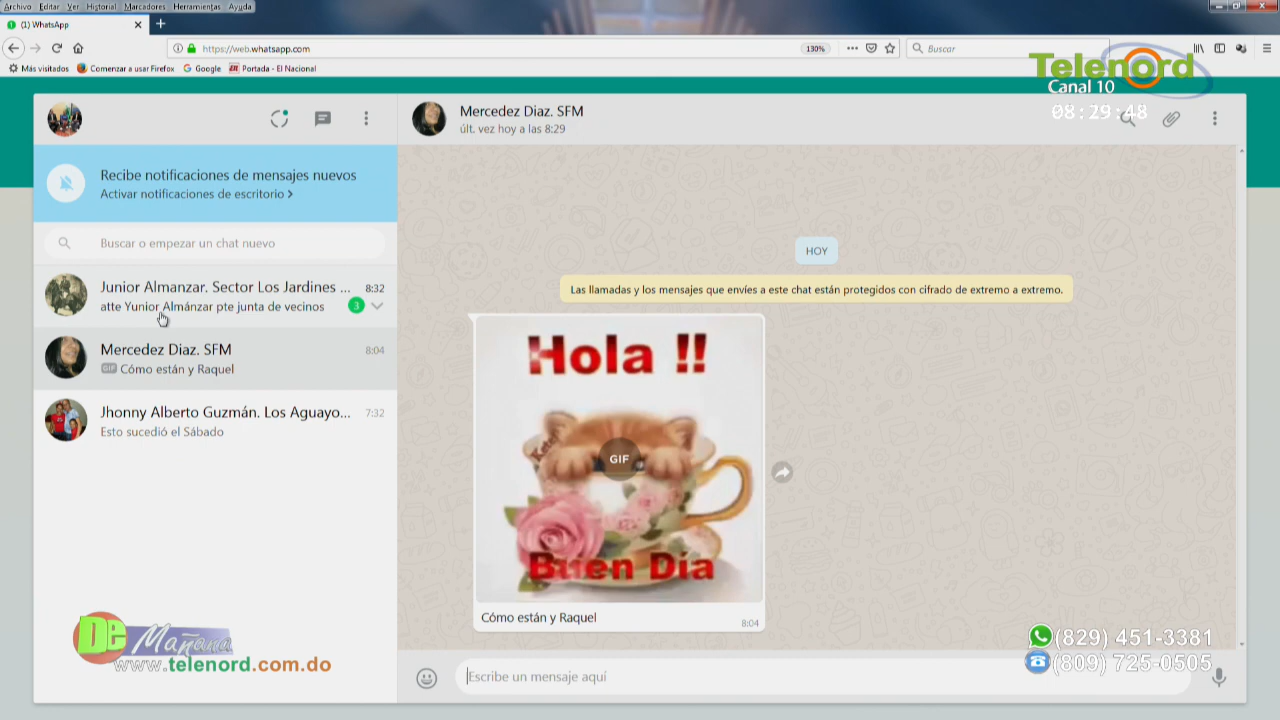 Archivo Editar Ver Historial Marcadores Herramientas Ayuda
(1) WhatsApp
https://web.whatsapp.com
130%
Buscar
Más visitados Comenzar a usar Firefox Google Portada - El Nacional
Telenord
Canal 10
08:29:48
Mercedez Diaz. SFM
últ. vez hoy a las 8:29
Recibe notificaciones de mensajes nuevos
Activar notificaciones de escritorio >
Buscar o empezar un chat nuevo
Junior Almanzar. Sector Los Jardines ... 8:32
atte Yunior Almánzar pte junta de vecinos 3
Mercedez Diaz. SFM 8:04
GIF Cómo están y Raquel
Jhonny Alberto Guzmán. Los Aguayo... 7:32
Esto sucedió el Sábado
HOY
Las llamadas y los mensajes que envíes a este chat están protegidos con cifrado de extremo a extremo.
Hola !!
GIF
Buen Dia
Cómo están y Raquel
8:04
Escribe un mensaje aquí
De Mañana
www.telenord.com.do
(829) 451-3381
(809) 725-0505